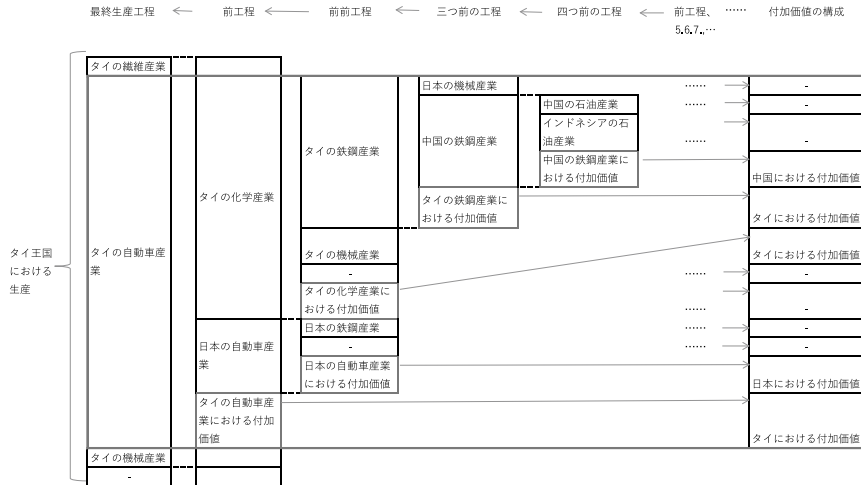 最終生産工程
前工程
前前工程
三つ前の工程
四つ前の工程
前工程、
5.6.7.,…
……
付加価値の構成
タイ王国
における
生産
タイの繊維産業
タイの自動車産
業
タイの機械産業
-
タイの化学産業
日本の自動車産
業
タイの自動車産
業における付加
価値
タイの鉄鋼産業
タイの機械産業
-
タイの化学産業に
おける付加価値
日本の鉄鋼産業
-
日本の自動車産業
における付加価値
日本の機械産業
中国の鉄鋼産業
タイの鉄鋼産業に
おける付加価値
中国の石油産業
インドネシアの石
油産業
中国の鉄鋼産業に
おける付加価値
……
……
……
……
……
……
……
-
-
-
中国における付加価値
タイにおける付加価値
タイにおける付加価値
-
-
-
-
日本における付加価値
タイにおける付加価値